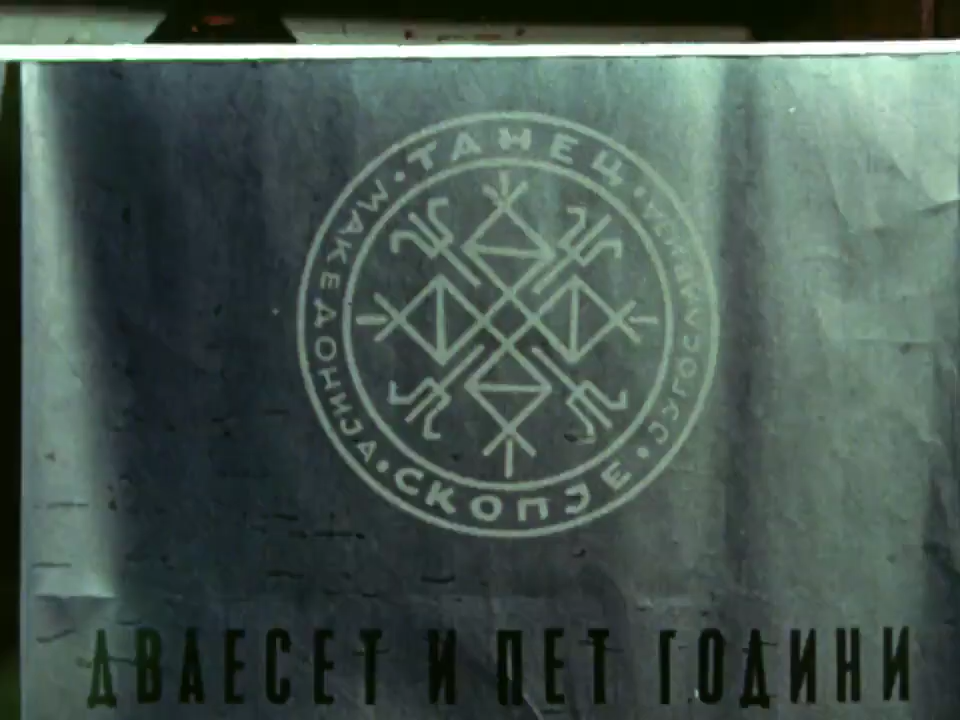 ТАНЕЦ
МАКЕДОНИЈА
ЈУГОСЛАВИЈА
СКОПЈЕ
ДВАЕСЕТ И ПЕТ ГОДИНИ